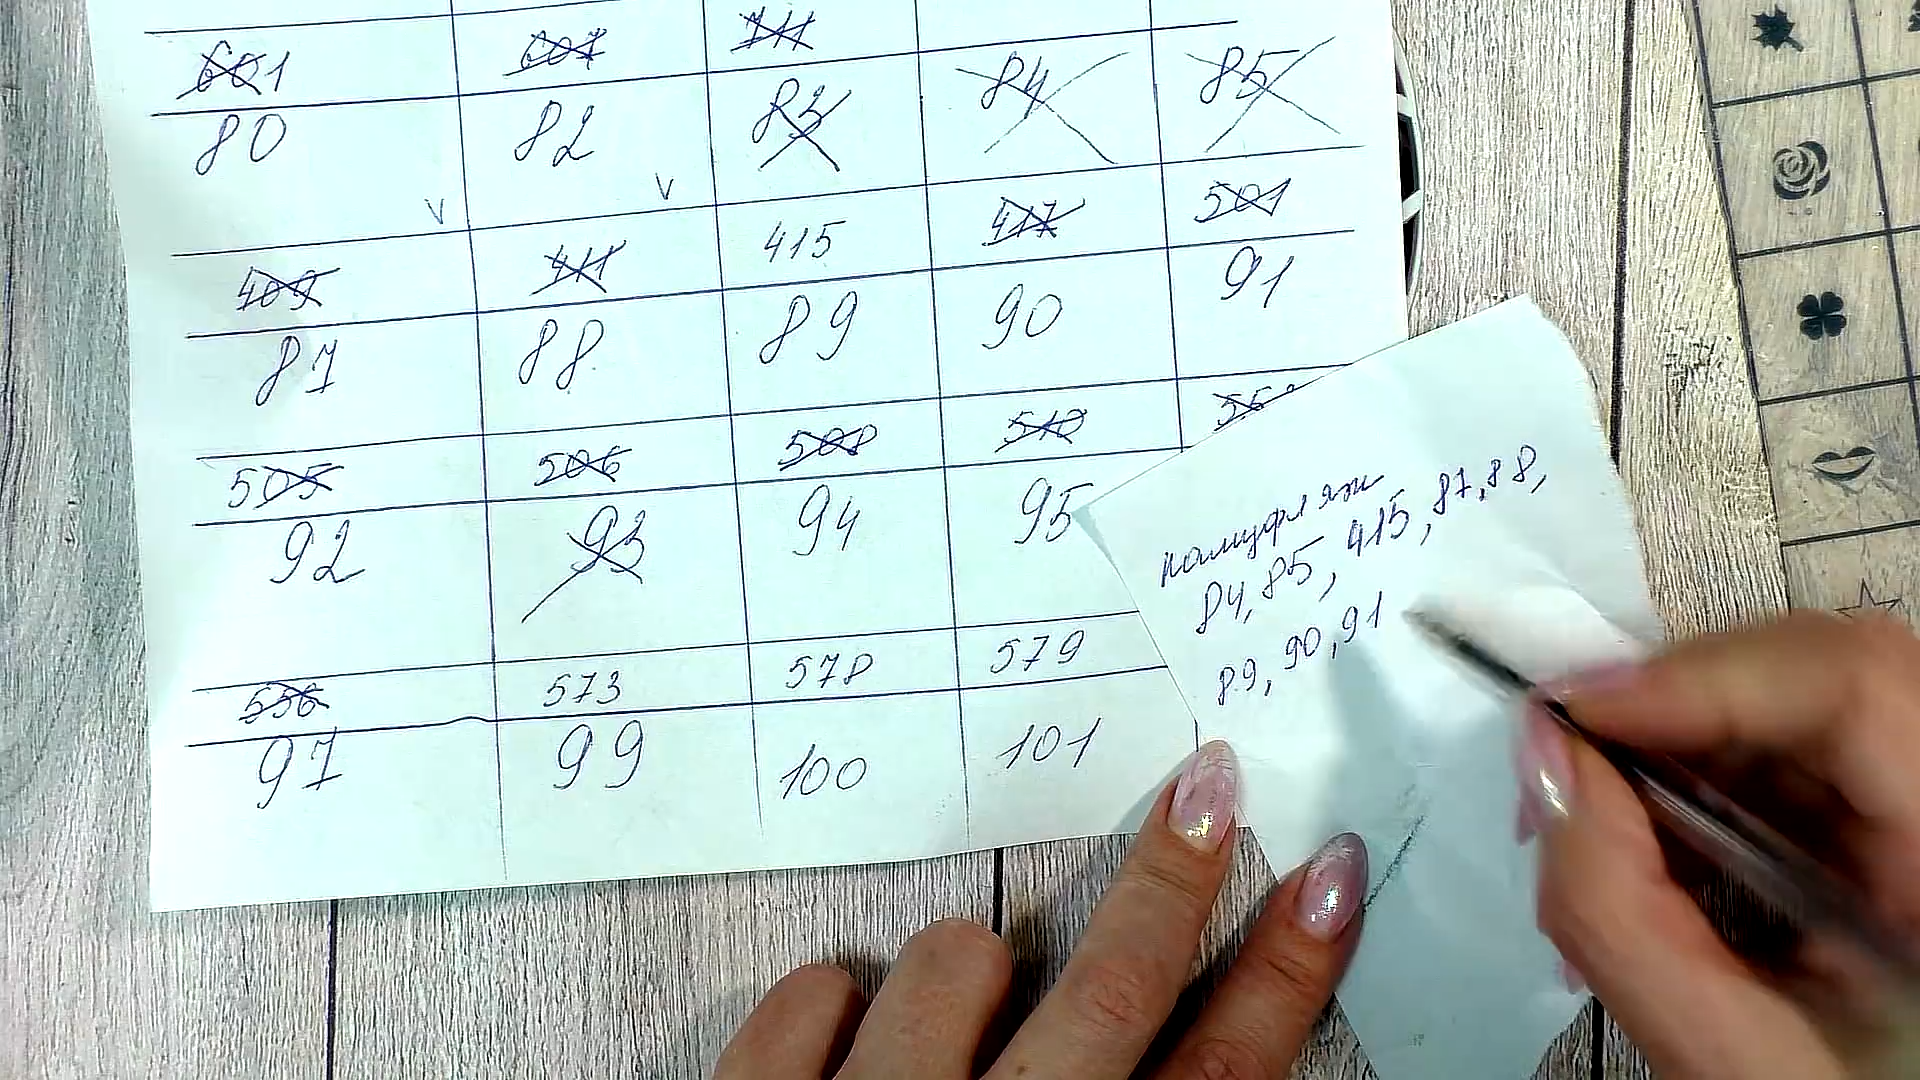 601 607 711
80 82 83 84 85
V V
409 411 415 417 501
87 88 89 90 91
505 506 508 510
92 93 94 95
556 573 578 579
97 99 100 101
камуфляж
84, 85, 415, 87, 88,
89, 90, 91